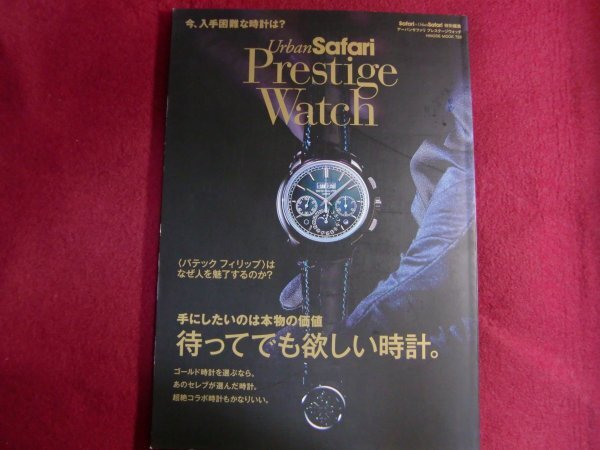 今、入手困難な時計は?
Safari+Urban Safari 特別編集
アーバンサファリ プレステージウォッチ
HINODE MOOK 759
Urban Safari
Prestige
Watch
〈パテック フィリップ〉は
なぜ人を魅了するのか?
手にしたいのは本物の価値
待ってでも欲しい時計。
ゴールド時計を選ぶなら。
あのセレブが選んだ時計。
超絶コラボ時計もかなりいい。